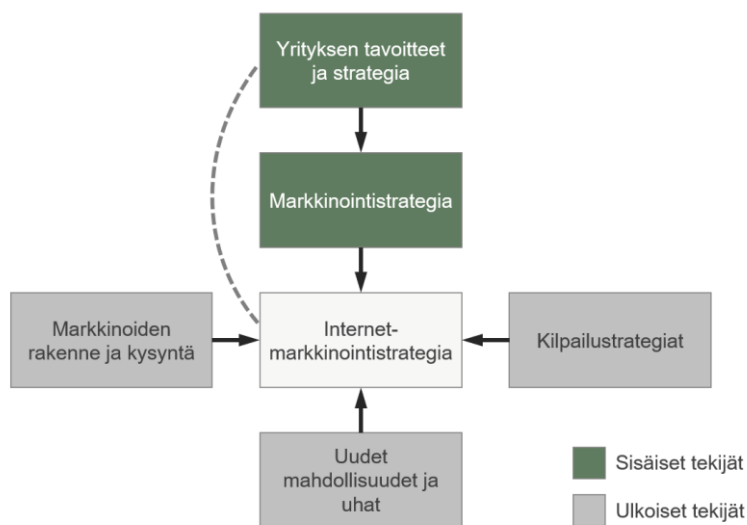 Yrityksen tavoitteet
ja strategia
Markkinointistrategia
Markkinoiden
rakenne ja kysyntä
Internet-
markkinointistrategia
Kilpailustrategiat
Uudet
mahdollisuudet ja
uhat
Sisäiset tekijät
Ulkoiset tekijät